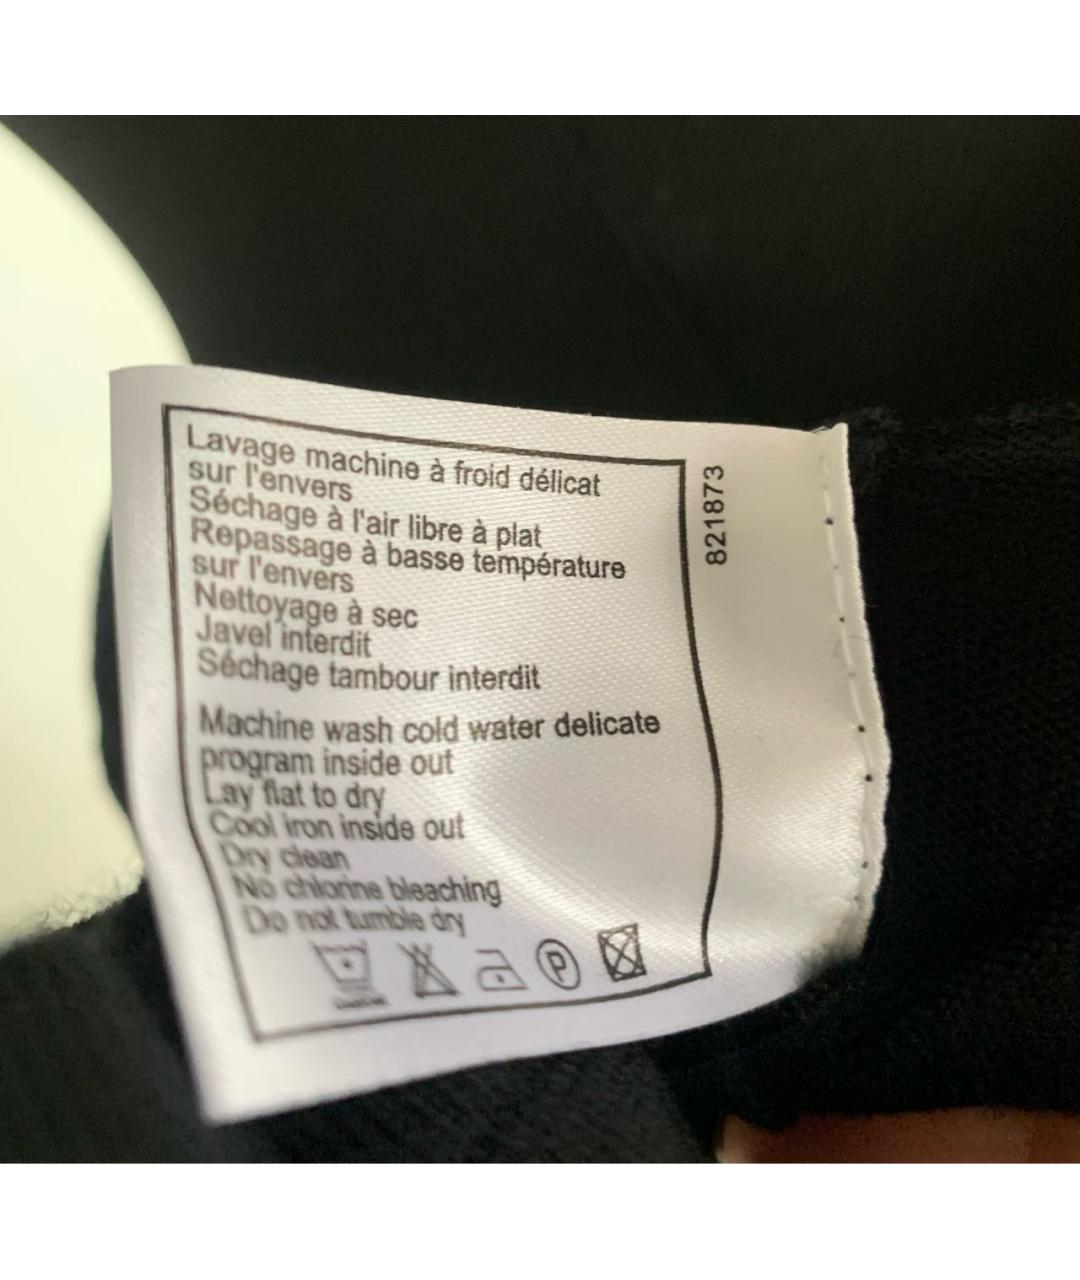 Lavage machine à froid délicat
sur l'envers
Séchage à l'air libre à plat
Repassage à basse température
sur l'envers
Nettoyage à sec
Javel interdit
Séchage tambour interdit
Machine wash cold water delicate
program inside out
Lay flat to dry
Cool iron inside out
Dry clean
No chlorine bleaching
Do not tumble dry
P
821873